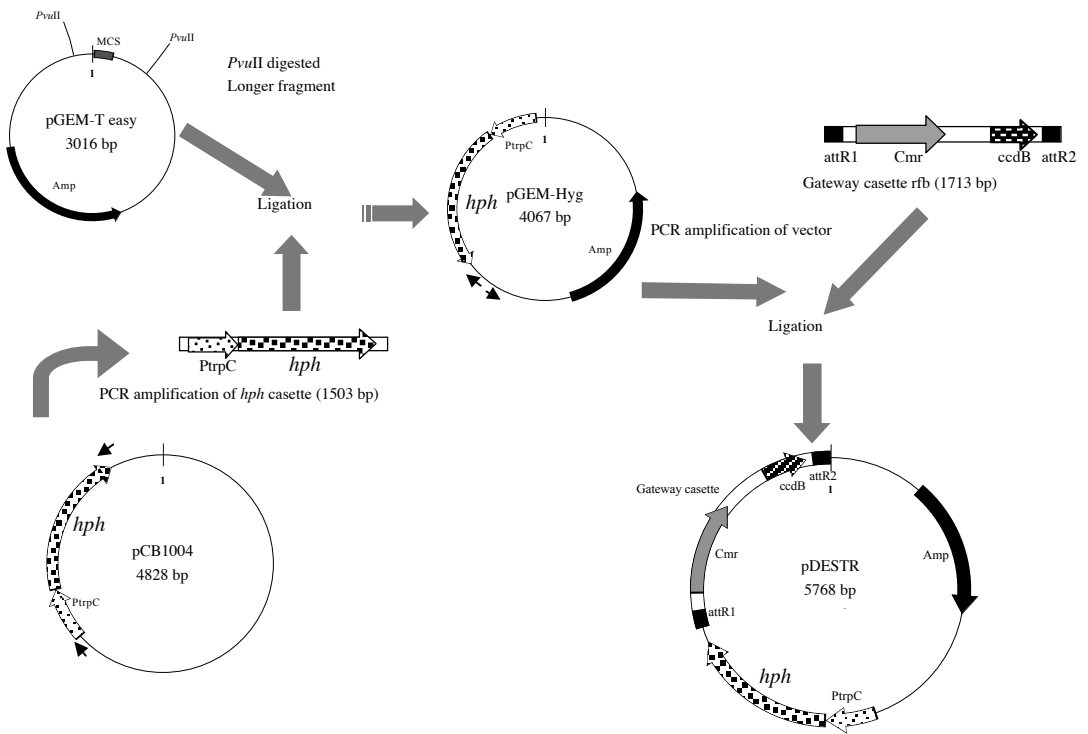 PvuII
MCS
PvuII
1
pGEM-T easy
3016 bp
Amp
PvuII digested
Longer fragment
Ligation
PtrpC
1
hph
pGEM-Hyg
4067 bp
Amp
attR1
Cmr
ccdB
attR2
Gateway casette rfb (1713 bp)
PCR amplification of vector
Ligation
PtrpC
hph
PCR amplification of hph casette (1503 bp)
1
hph
pCB1004
4828 bp
PtrpC
Gateway casette
ccdB
attR2
1
Cmr
Amp
pDESTR
5768 bp
attR1
hph
PtrpC